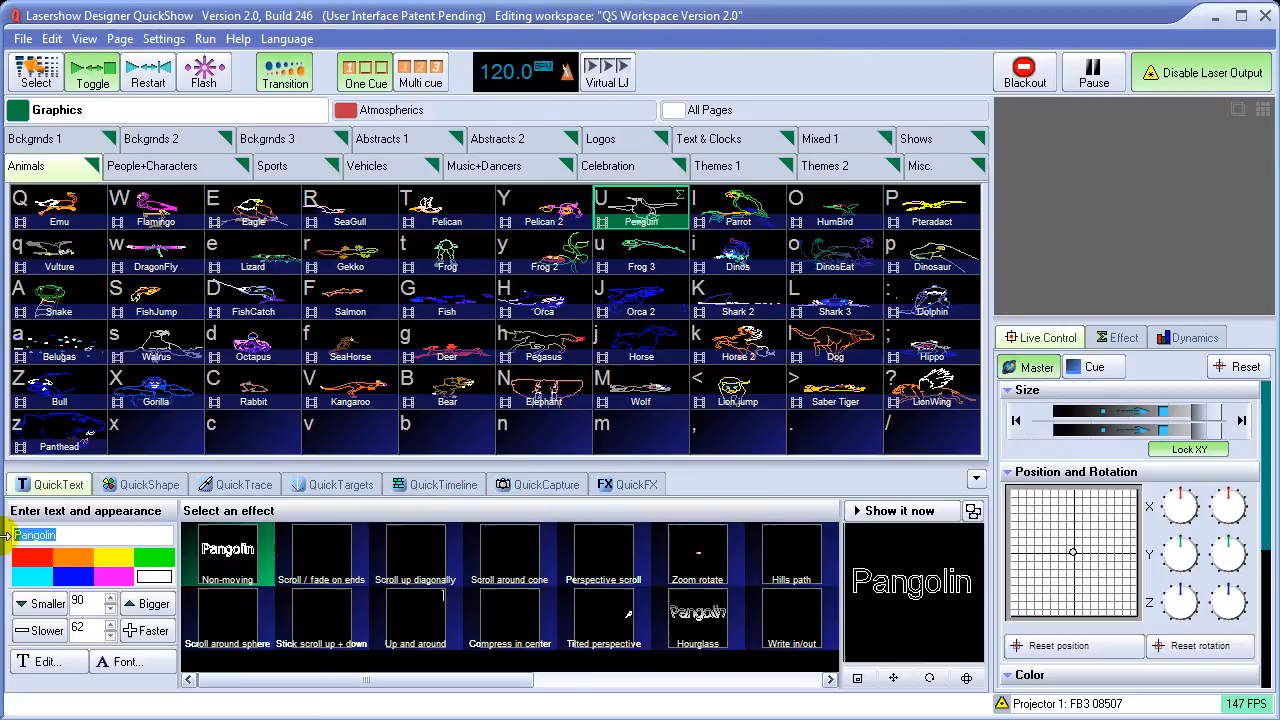 Lasershow Designer QuickShow   Version 2.0, Build 246   (User Interface Patent Pending)   Editing workspace: "QS Workspace Version 2.0"
File Edit View Page Settings Run Help Language
120.0 BPM
Select Toggle Restart Flash Transition One Cue Multi cue Virtual LJ Blackout Pause Disable Laser Output
Graphics Atmospherics All Pages
Bckgrnds 1 Bckgrnds 2 Bckgrnds 3 Abstracts 1 Abstracts 2 Logos Text & Clocks Mixed 1 Shows
Animals People+Characters Sports Vehicles Music+Dancers Celebration Themes 1 Themes 2 Misc.
Q W E R T Y U I O P
Emu Flamingo Eagle SeaGull Pelican Pelican 2 Penguin Parrot HumBird Pteradact
q w e r t y u i o p
Vulture DragonFly Lizard Gekko Frog Frog 2 Frog 3 Dinos DinosEat Dinosaur
A S D F G H J K L :
Snake FishJump FishCatch Salmon Fish Orca Orca 2 Shark 2 Shark 3 Dolphin
a s d f g h j k l ;
Belugas Walrus Octapus SeaHorse Deer Pegasus Horse Horse 2 Dog Hippo
Z X C V B N M < > ?
Bull Gorilla Rabbit Kangaroo Bear Elephant Wolf Lion jump Saber Tiger LionWing
z x c v b n m , . /
Panthead
Live Control Effect Dynamics
Master Cue Reset
Size
Lock XY
Position and Rotation
X
Y
Z
Reset position Reset rotation
Color
QuickText QuickShape QuickTrace QuickTargets QuickTimeline QuickCapture FX QuickFX
Enter text and appearance
Pangolin
Smaller 90 Bigger
Slower 62 Faster
Edit... Font...
Select an effect
Pangolin
Non-moving Scroll / fade on ends Scroll up diagonally Scroll around cone Perspective scroll Zoom rotate Hills path
Pangolin
Scroll around sphere Stick scroll up + down Up and around Compress in center Tilted perspective Hourglass Write in/out
Show it now
Pangolin
Projector 1: FB3 08507 147 FPS